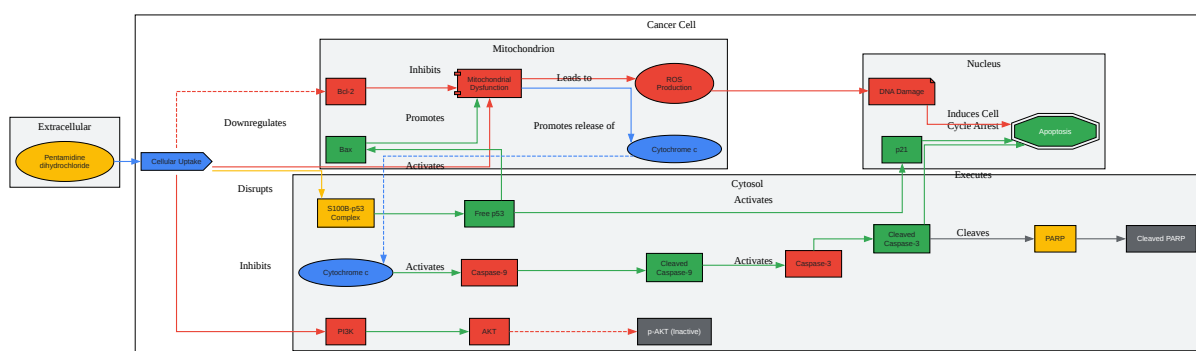 Cancer Cell
Mitochondrion
Nucleus
Extracellular
Cytosol
Pentamidine
dihydrochloride
Cellular Uptake
Downregulates
Disrupts
Inhibits
Bcl-2
Inhibits
Mitochondrial
Dysfunction
Leads to
ROS
Production
Promotes
Promotes release of
Bax
Activates
Cytochrome c
DNA Damage
Induces Cell
Cycle Arrest
Apoptosis
p21
Executes
S100B-p53
Complex
Free p53
Activates
Cytochrome c
Activates
Caspase-9
Cleaved
Caspase-9
Activates
Caspase-3
Cleaved
Caspase-3
Cleaves
PARP
Cleaved PARP
PI3K
AKT
p-AKT (Inactive)